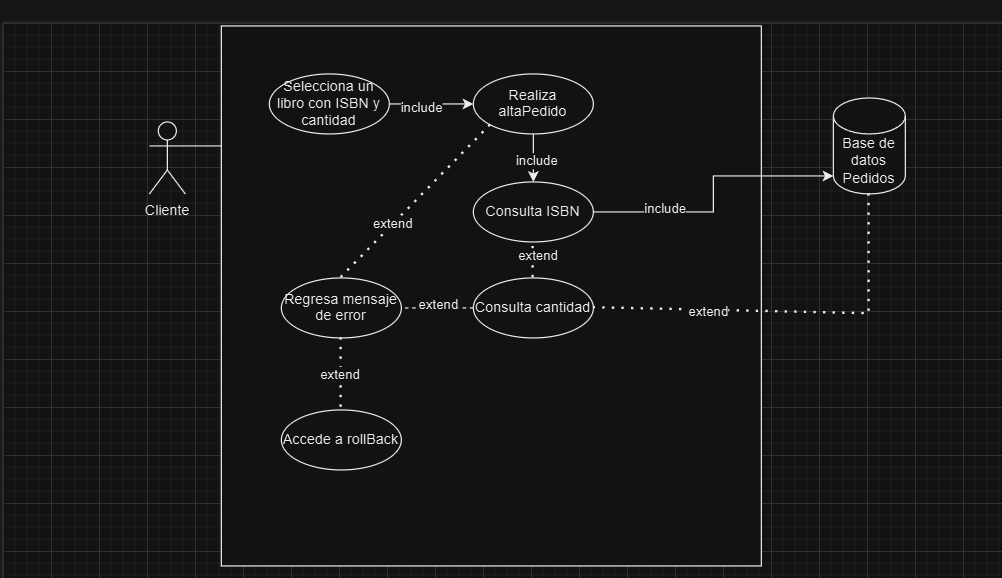 Selecciona un
libro con ISBN y
cantidad
include
Realiza
altaPedido
include
Base de
datos
Pedidos
Cliente
Consulta ISBN
include
extend
extend
Regresa mensaje
de error
extend
Consulta cantidad
extend
extend
Accede a rollBack